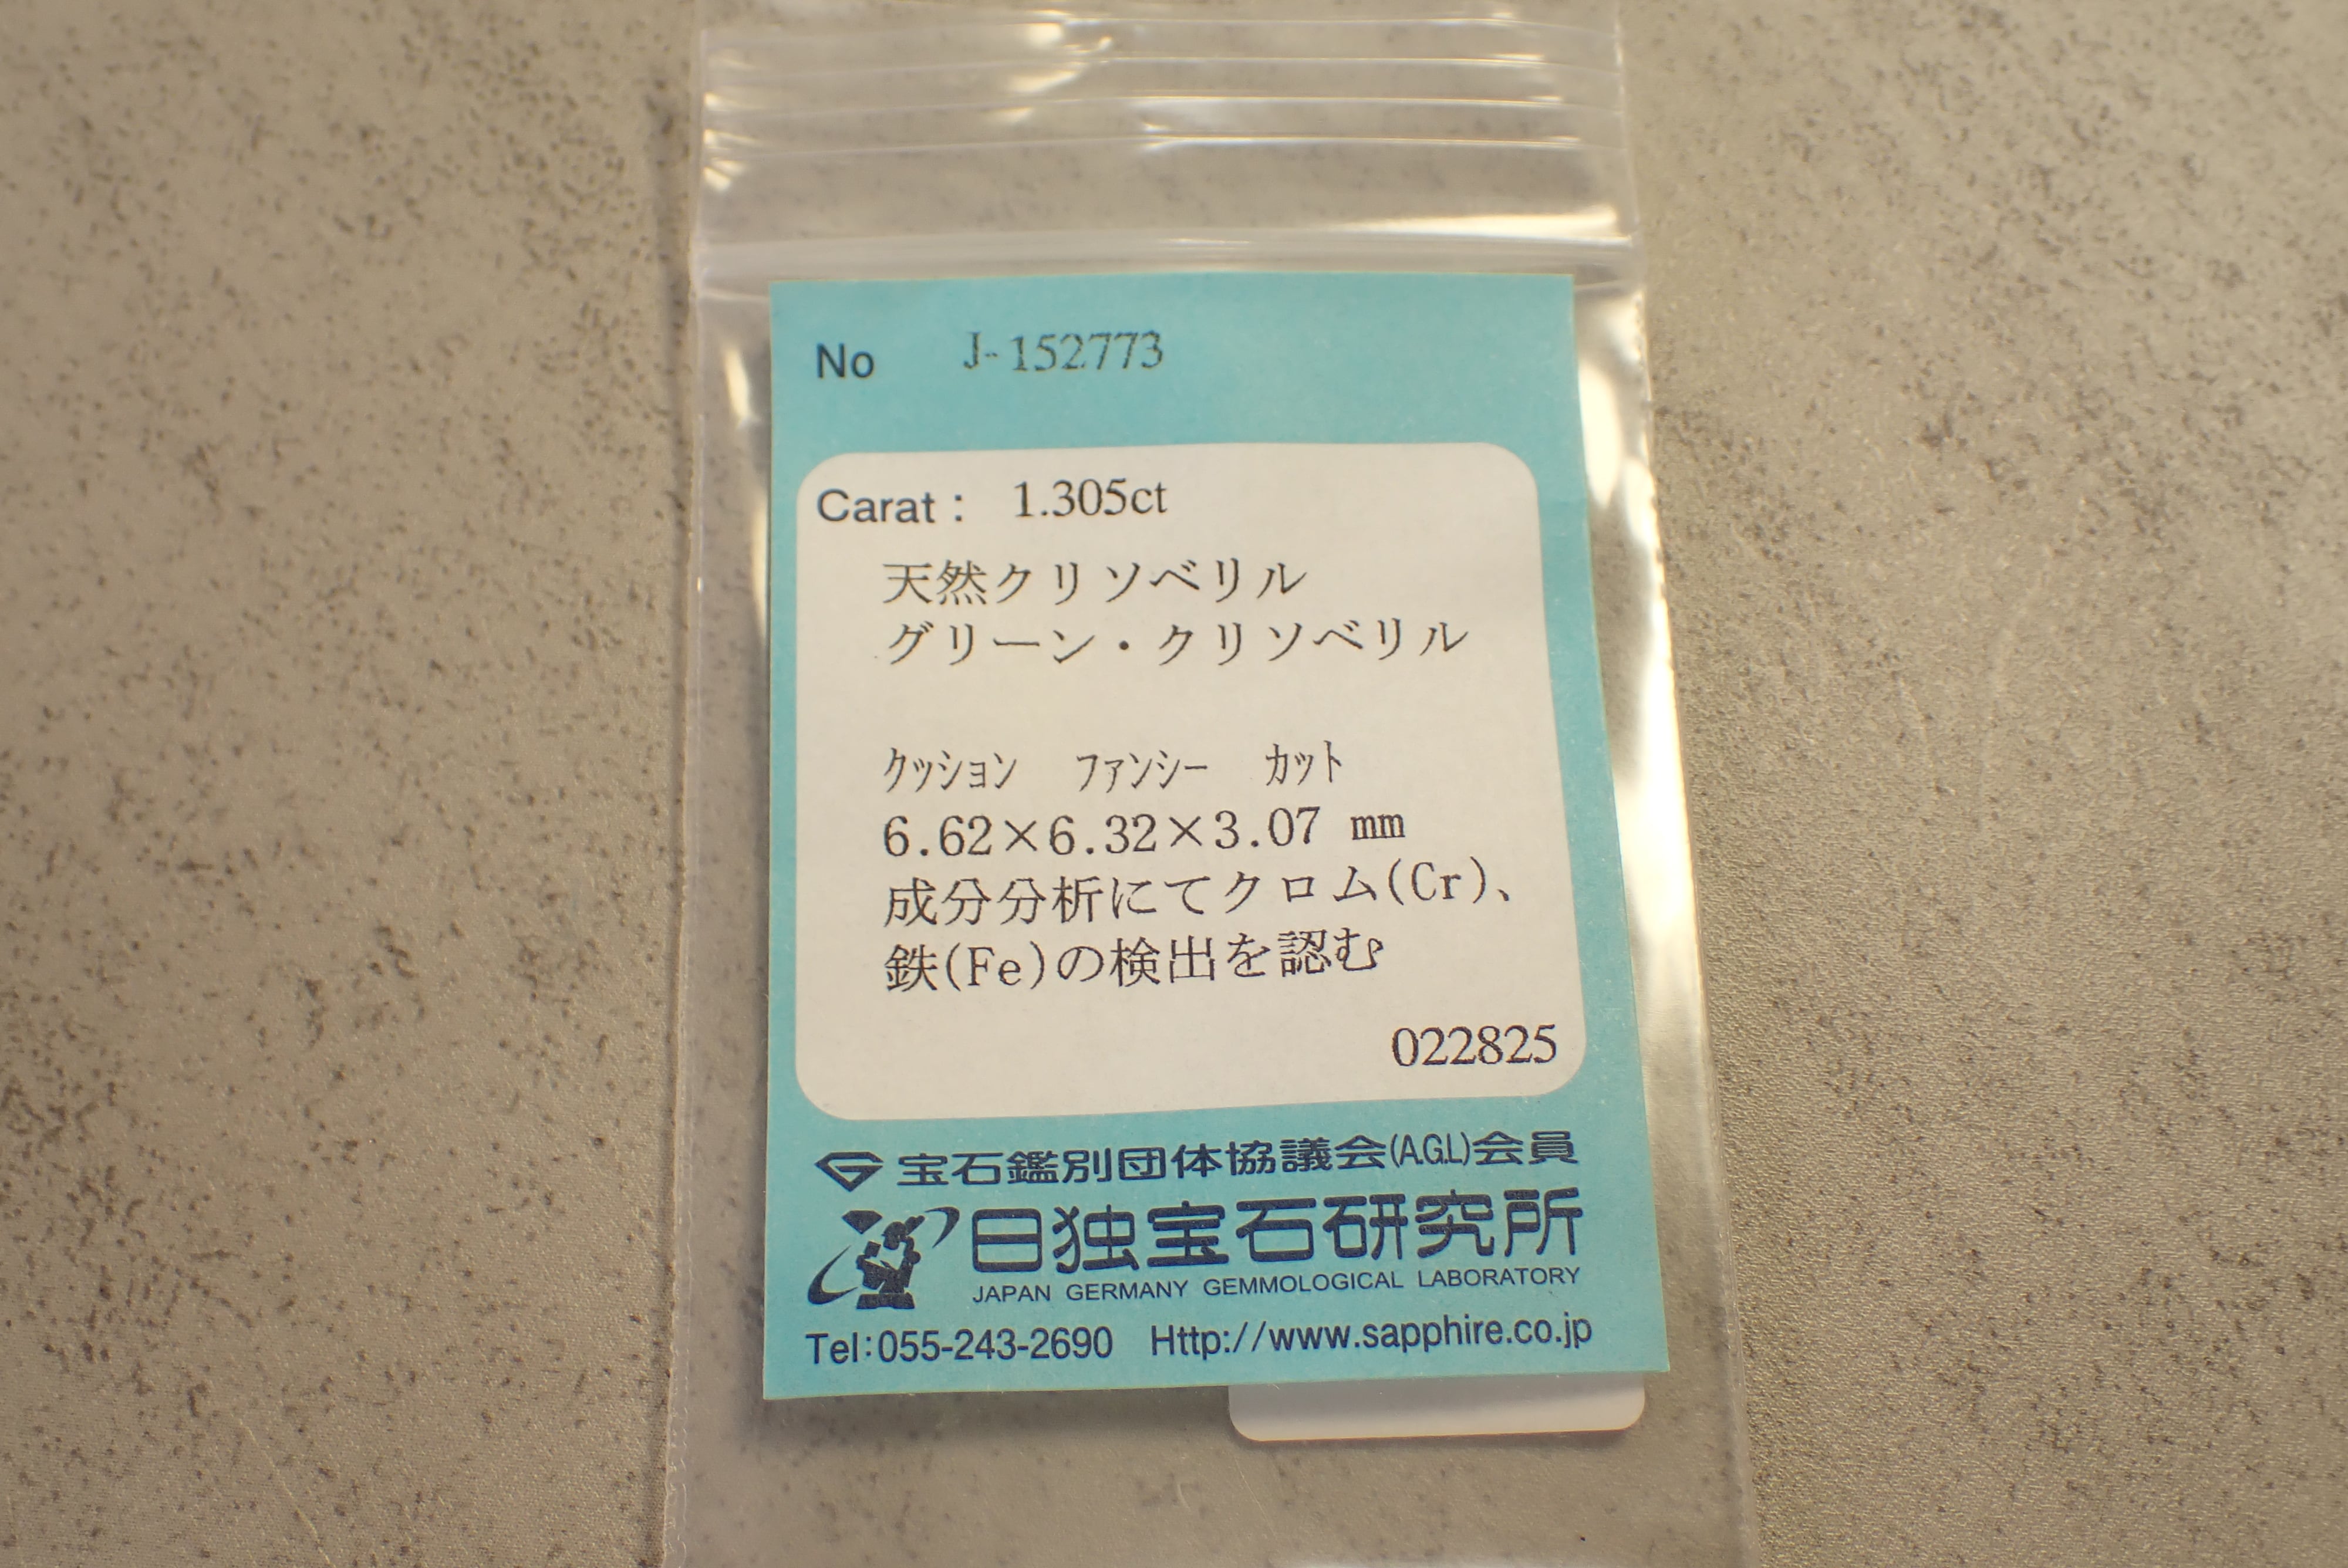 No J-152773
Carat : 1.305ct
天然クリソベリル
グリーン・クリソベリル
ｸｯｼｮﾝ ﾌｧﾝｼｰ ｶｯﾄ
6.62×6.32×3.07 mm
成分分析にてクロム(Cr)、
鉄(Fe)の検出を認む
022825
宝石鑑別団体協議会(A.G.L)会員
日独宝石研究所
JAPAN GERMANY GEMMOLOGICAL LABORATORY
Tel:055-243-2690 Http://www.sapphire.co.jp